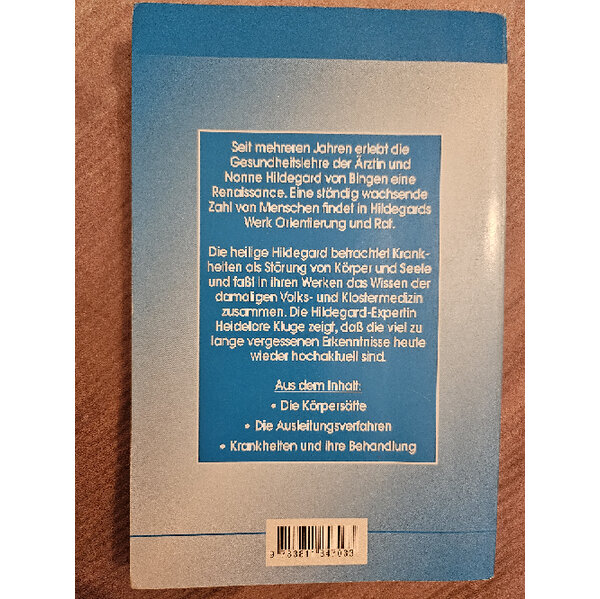 Seit mehreren Jahren erlebt die
Gesundheitslehre der Ärztin und
Nonne Hildegard von Bingen eine
Renaissance. Eine ständig wachsende
Zahl von Menschen findet in Hildegards
Werk Orientierung und Rat.
Die heilige Hildegard betrachtet Krank-
heiten als Störung von Körper und Seele
und faßt in ihren Werken das Wissen der
damaligen Volks- und Klostermedizin
zusammen. Die Hildegard-Expertin
Heidelore Kluge zeigt, daß die viel zu
lange vergessenen Erkenntnisse heute
wieder hochaktuell sind.
Aus dem Inhalt:
• Die Körpersäfte
• Die Ausleitungsverfahren
• Krankheiten und ihre Behandlung